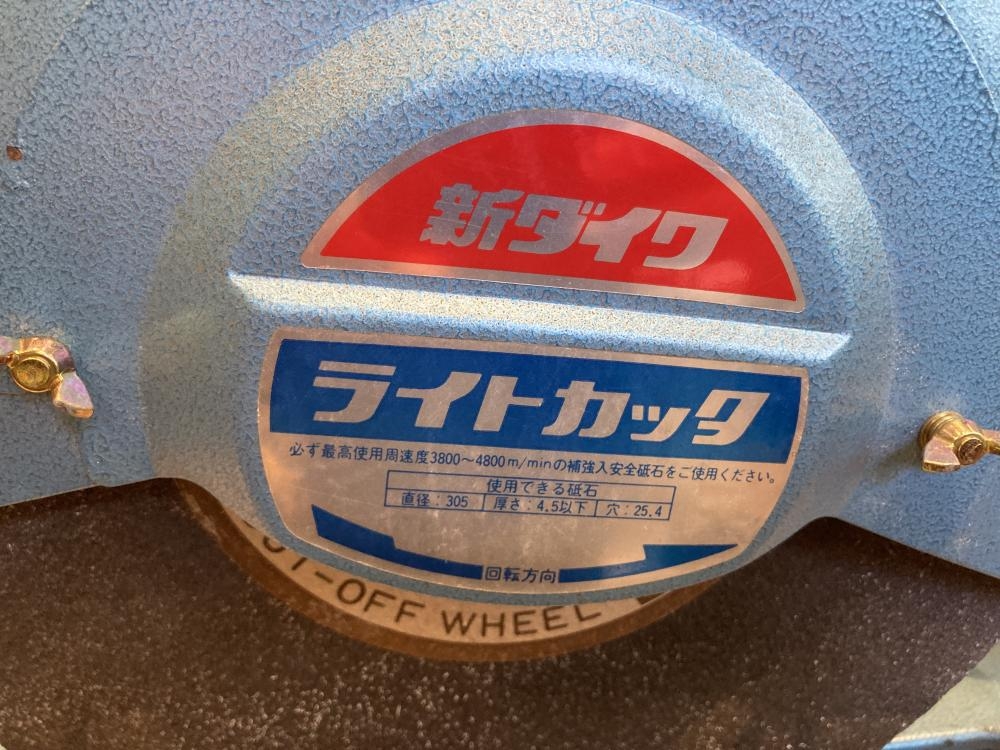 新ダイワ
ライトカッタ
必ず最高使用周速度3800～4800m/minの補強入安全砥石をご使用ください。
使用できる砥石
直径：305 厚さ：4.5以下 穴：25.4
回転方向
-OFF WHEEL